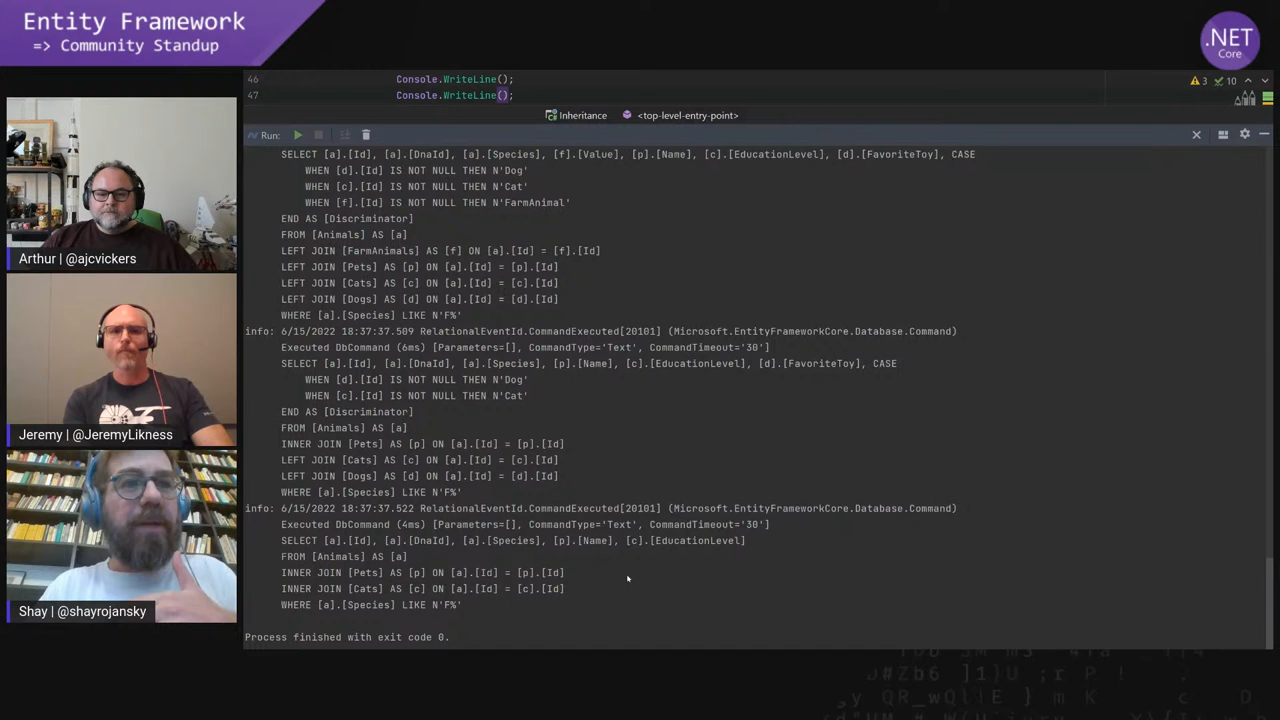 Entity Framework
=> Community Standup
.NET
Core
Arthur | @ajcvickers
Jeremy | @JeremyLikness
Shay | @shayrojansky
46 Console.WriteLine();
47 Console.WriteLine();
3 10
Inheritance <top-level-entry-point>
Run:
SELECT [a].[Id], [a].[DnaId], [a].[Species], [f].[Value], [p].[Name], [c].[EducationLevel], [d].[FavoriteToy], CASE
WHEN [d].[Id] IS NOT NULL THEN N'Dog'
WHEN [c].[Id] IS NOT NULL THEN N'Cat'
WHEN [f].[Id] IS NOT NULL THEN N'FarmAnimal'
END AS [Discriminator]
FROM [Animals] AS [a]
LEFT JOIN [FarmAnimals] AS [f] ON [a].[Id] = [f].[Id]
LEFT JOIN [Pets] AS [p] ON [a].[Id] = [p].[Id]
LEFT JOIN [Cats] AS [c] ON [a].[Id] = [c].[Id]
LEFT JOIN [Dogs] AS [d] ON [a].[Id] = [d].[Id]
WHERE [a].[Species] LIKE N'F%'
info: 6/15/2022 18:37:37.509 RelationalEventId.CommandExecuted[20101] (Microsoft.EntityFrameworkCore.Database.Command)
Executed DbCommand (6ms) [Parameters=[], CommandType='Text', CommandTimeout='30']
SELECT [a].[Id], [a].[DnaId], [a].[Species], [p].[Name], [c].[EducationLevel], [d].[FavoriteToy], CASE
WHEN [d].[Id] IS NOT NULL THEN N'Dog'
WHEN [c].[Id] IS NOT NULL THEN N'Cat'
END AS [Discriminator]
FROM [Animals] AS [a]
INNER JOIN [Pets] AS [p] ON [a].[Id] = [p].[Id]
LEFT JOIN [Cats] AS [c] ON [a].[Id] = [c].[Id]
LEFT JOIN [Dogs] AS [d] ON [a].[Id] = [d].[Id]
WHERE [a].[Species] LIKE N'F%'
info: 6/15/2022 18:37:37.522 RelationalEventId.CommandExecuted[20101] (Microsoft.EntityFrameworkCore.Database.Command)
Executed DbCommand (4ms) [Parameters=[], CommandType='Text', CommandTimeout='30']
SELECT [a].[Id], [a].[DnaId], [a].[Species], [p].[Name], [c].[EducationLevel]
FROM [Animals] AS [a]
INNER JOIN [Pets] AS [p] ON [a].[Id] = [p].[Id]
INNER JOIN [Cats] AS [c] ON [a].[Id] = [c].[Id]
WHERE [a].[Species] LIKE N'F%'
Process finished with exit code 0.